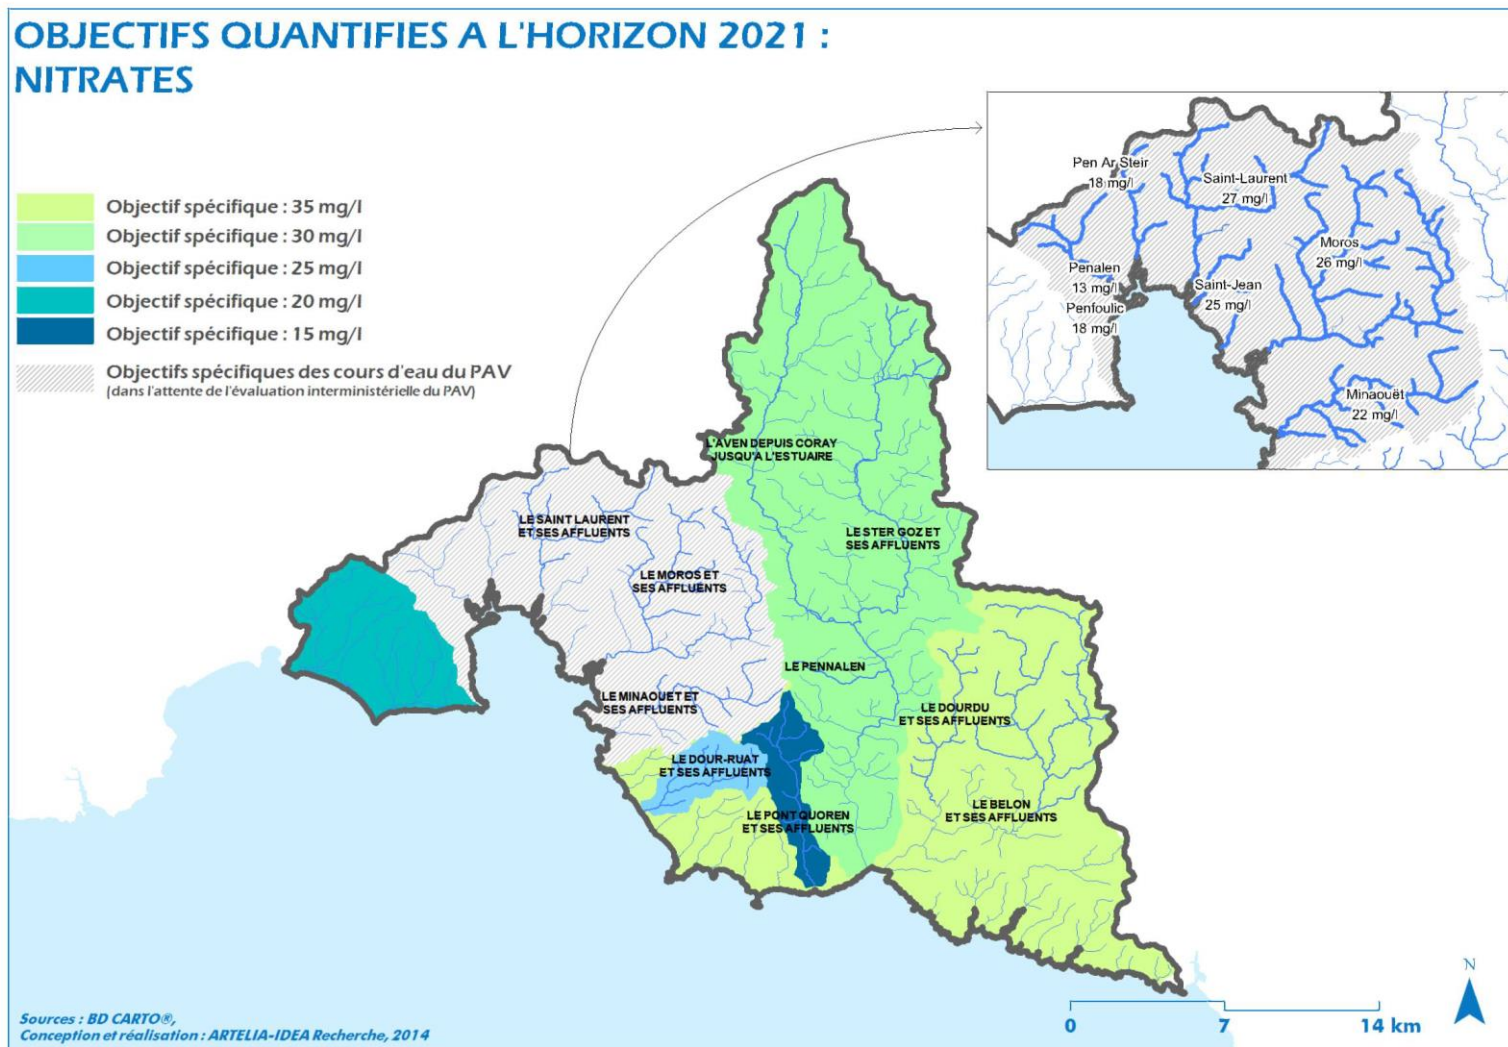 OBJECTIFS QUANTIFIES A L'HORIZON 2021 :
NITRATES
Objectif spécifique : 35 mg/l
Objectif spécifique : 30 mg/l
Objectif spécifique : 25 mg/l
Objectif spécifique : 20 mg/l
Objectif spécifique : 15 mg/l
Objectifs spécifiques des cours d'eau du PAV
(dans l'attente de l'évaluation interministérielle du PAV)
Pen Ar Steir
18 mg/l
Saint-Laurent
27 mg/l
Moros
26 mg/l
Penalen
13 mg/l
Saint-Jean
25 mg/l
Penfoulic
18 mg/l
Minaouët
22 mg/l
L'AVEN DEPUIS CORAY
JUSQU'A L'ESTUAIRE
LE SAINT LAURENT
ET SES AFFLUENTS
LE STER GOZ ET
SES AFFLUENTS
LE MOROS ET
SES AFFLUENTS
LE PENNALEN
LE MINAOUET ET
SES AFFLUENTS
LE DOURDU
ET SES AFFLUENTS
LE DOUR-RUAT
ET SES AFFLUENTS
LE PONT QUOREN
ET SES AFFLUENTS
LE BELON
ET SES AFFLUENTS
N
0 7 14 km
Sources : BD CARTO®,
Conception et réalisation : ARTELIA-IDEA Recherche, 2014